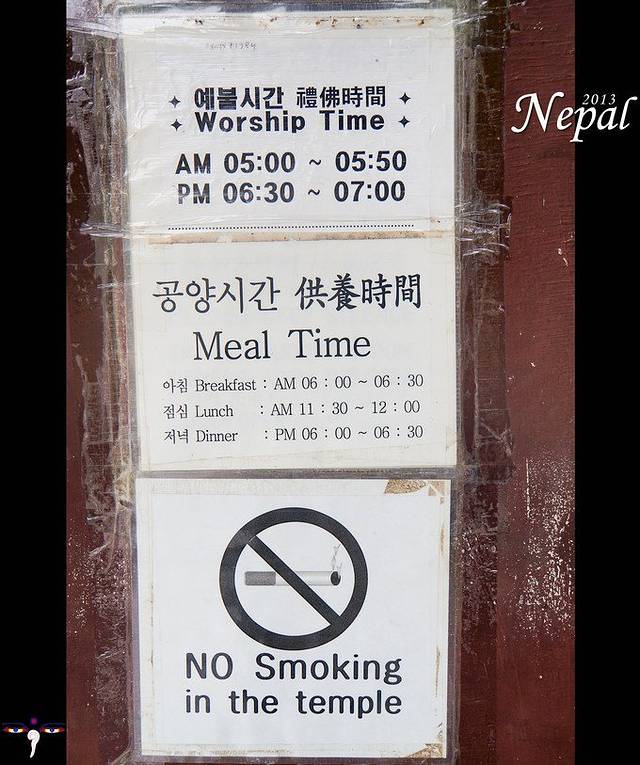 ✦ 예불시간 禮佛時間 ✦
✦ Worship Time ✦
AM 05:00 ~ 05:50
PM 06:30 ~ 07:00
공양시간 供養時間
Meal Time
아침 Breakfast : AM 06 : 00 ~ 06 : 30
점심 Lunch : AM 11 : 30 ~ 12 : 00
저녁 Dinner : PM 06 : 00 ~ 06 : 30
NO Smoking
in the temple
2013
Nepal